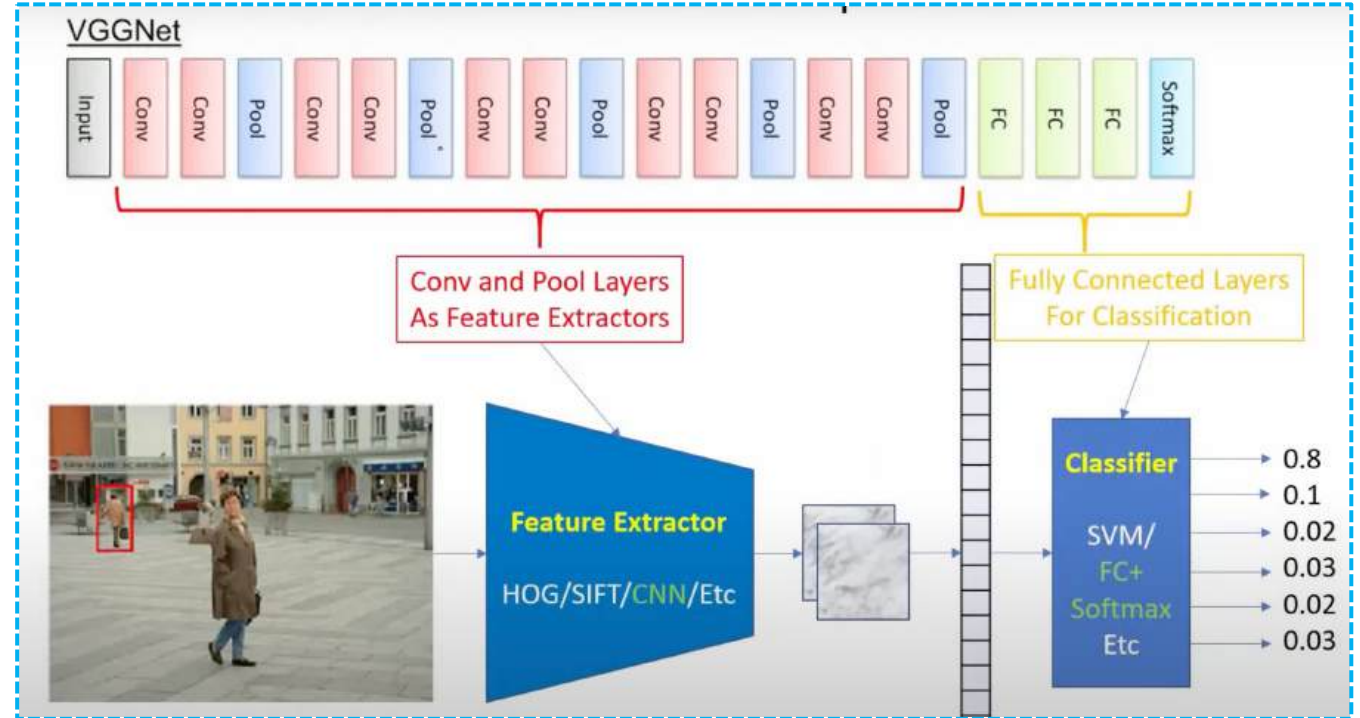 VGGNet
Input
Conv
Conv
Pool
Conv
Conv
Pool
Conv
Conv
Pool
Conv
Conv
Pool
Conv
Conv
Pool
FC
FC
FC
Softmax
Conv and Pool Layers
As Feature Extractors
Fully Connected Layers
For Classification
Feature Extractor
HOG/SIFT/CNN/Etc
Classifier
SVM/
FC+
Softmax
Etc
0.8
0.1
0.02
0.03
0.02
0.03